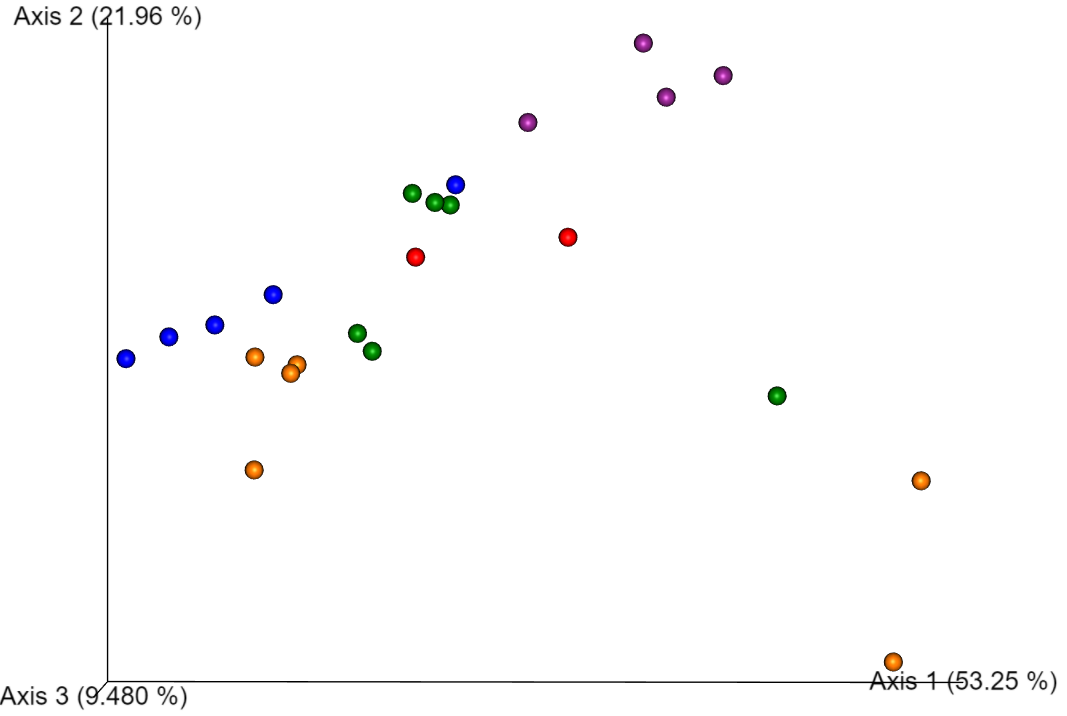 Axis 2 (21.96 %)
Axis 1 (53.25 %)
Axis 3 (9.480 %)